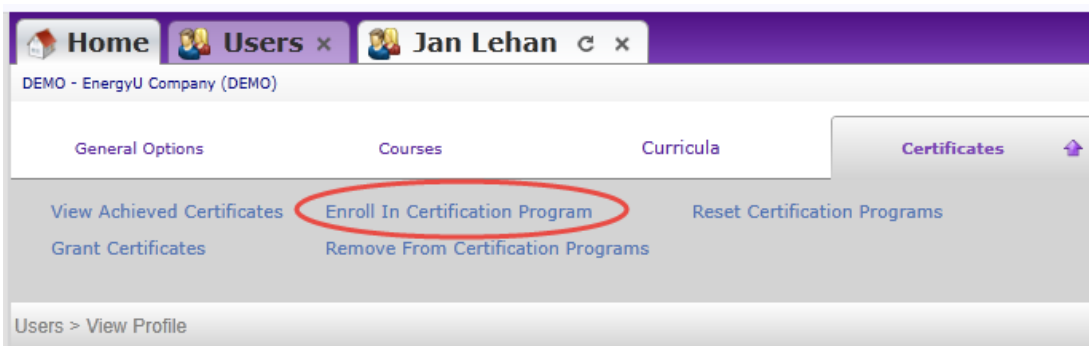 Home Users × Jan Lehan ×
DEMO - EnergyU Company (DEMO)
General Options Courses Curricula Certificates
View Achieved Certificates Enroll In Certification Program Reset Certification Programs
Grant Certificates Remove From Certification Programs
Users > View Profile